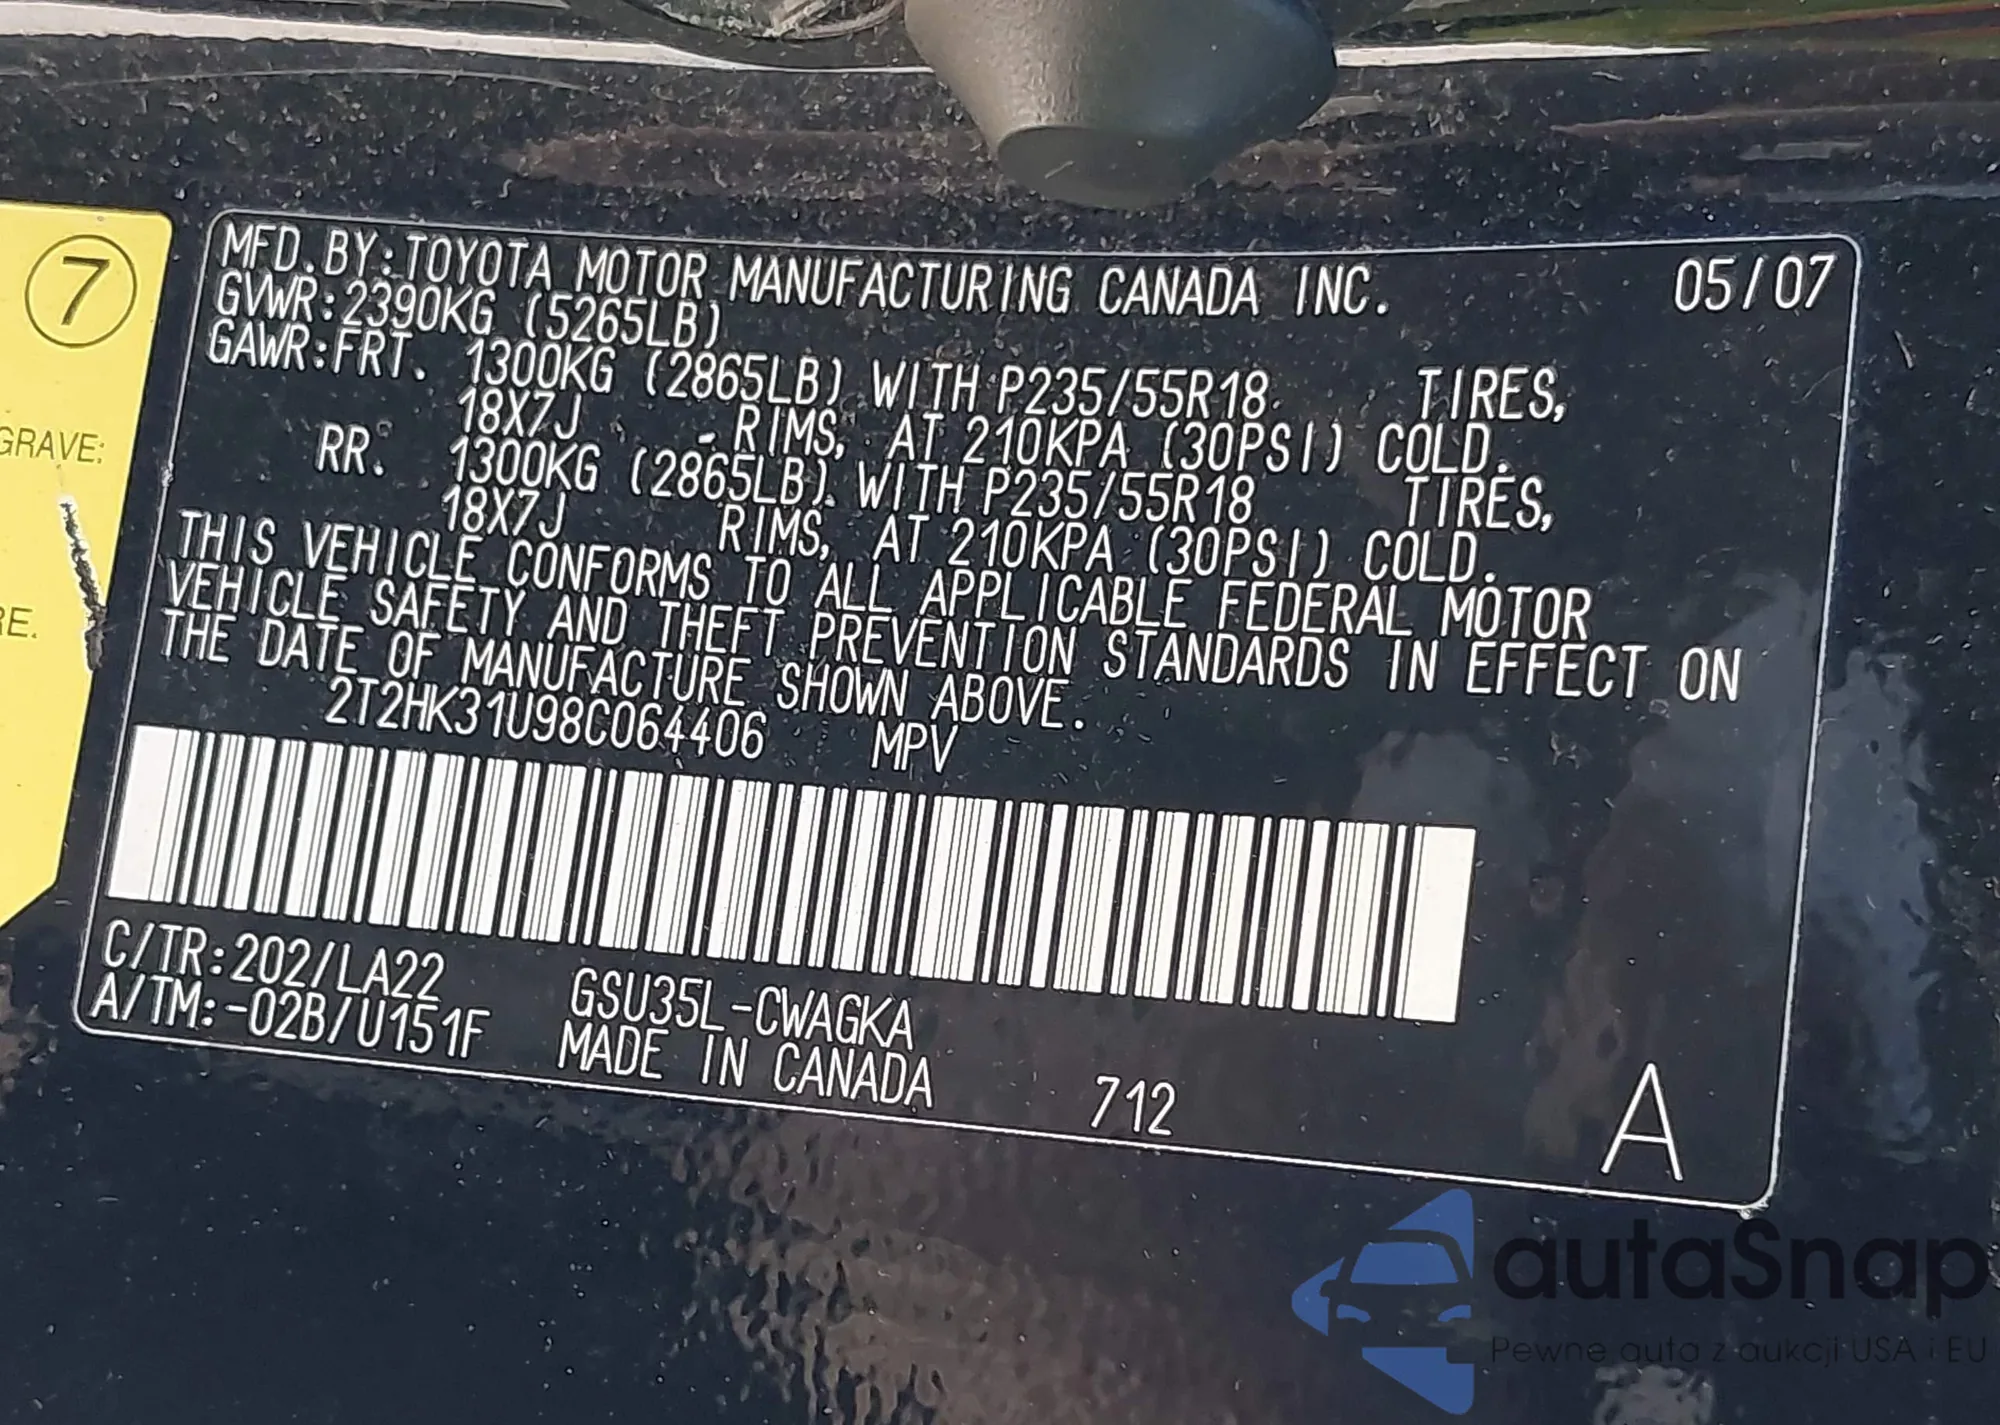 7
GRAVE:
RE.
MFD.BY:TOYOTA MOTOR MANUFACTURING CANADA INC. 05/07
GVWR:2390KG (5265LB)
GAWR:FRT. 1300KG (2865LB) WITH P235/55R18 TIRES,
18X7J RIMS, AT 210KPA (30PSI) COLD.
RR. 1300KG (2865LB) WITH P235/55R18 TIRES,
18X7J RIMS, AT 210KPA (30PSI) COLD.
THIS VEHICLE CONFORMS TO ALL APPLICABLE FEDERAL MOTOR
VEHICLE SAFETY AND THEFT PREVENTION STANDARDS IN EFFECT ON
THE DATE OF MANUFACTURE SHOWN ABOVE.
2T2HK31U98C064406 MPV
C/TR:202/LA22 GSU35L-CWAGKA
A/TM:-02B/U151F MADE IN CANADA 712 A
autaSnap
Pewne auta z aukcji USA i EU